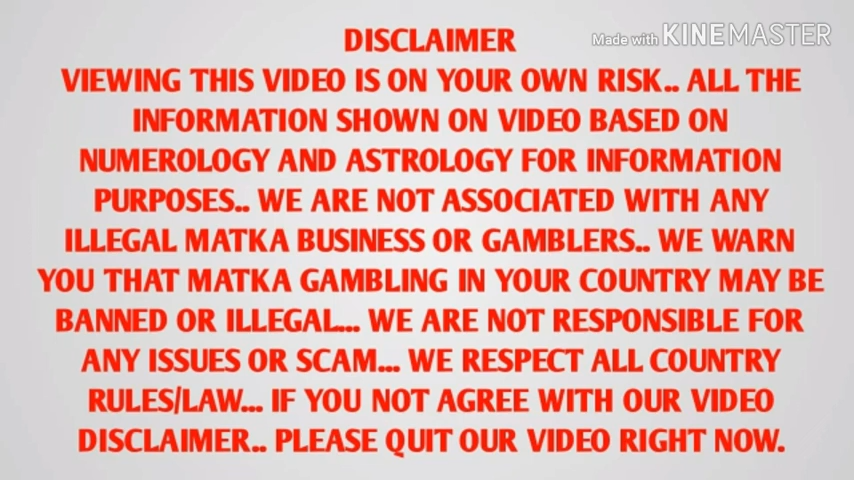 DISCLAIMER
Made with KINEMASTER
VIEWING THIS VIDEO IS ON YOUR OWN RISK.. ALL THE
INFORMATION SHOWN ON VIDEO BASED ON
NUMEROLOGY AND ASTROLOGY FOR INFORMATION
PURPOSES.. WE ARE NOT ASSOCIATED WITH ANY
ILLEGAL MATKA BUSINESS OR GAMBLERS.. WE WARN
YOU THAT MATKA GAMBLING IN YOUR COUNTRY MAY BE
BANNED OR ILLEGAL... WE ARE NOT RESPONSIBLE FOR
ANY ISSUES OR SCAM... WE RESPECT ALL COUNTRY
RULES/LAW... IF YOU NOT AGREE WITH OUR VIDEO
DISCLAIMER.. PLEASE QUIT OUR VIDEO RIGHT NOW.